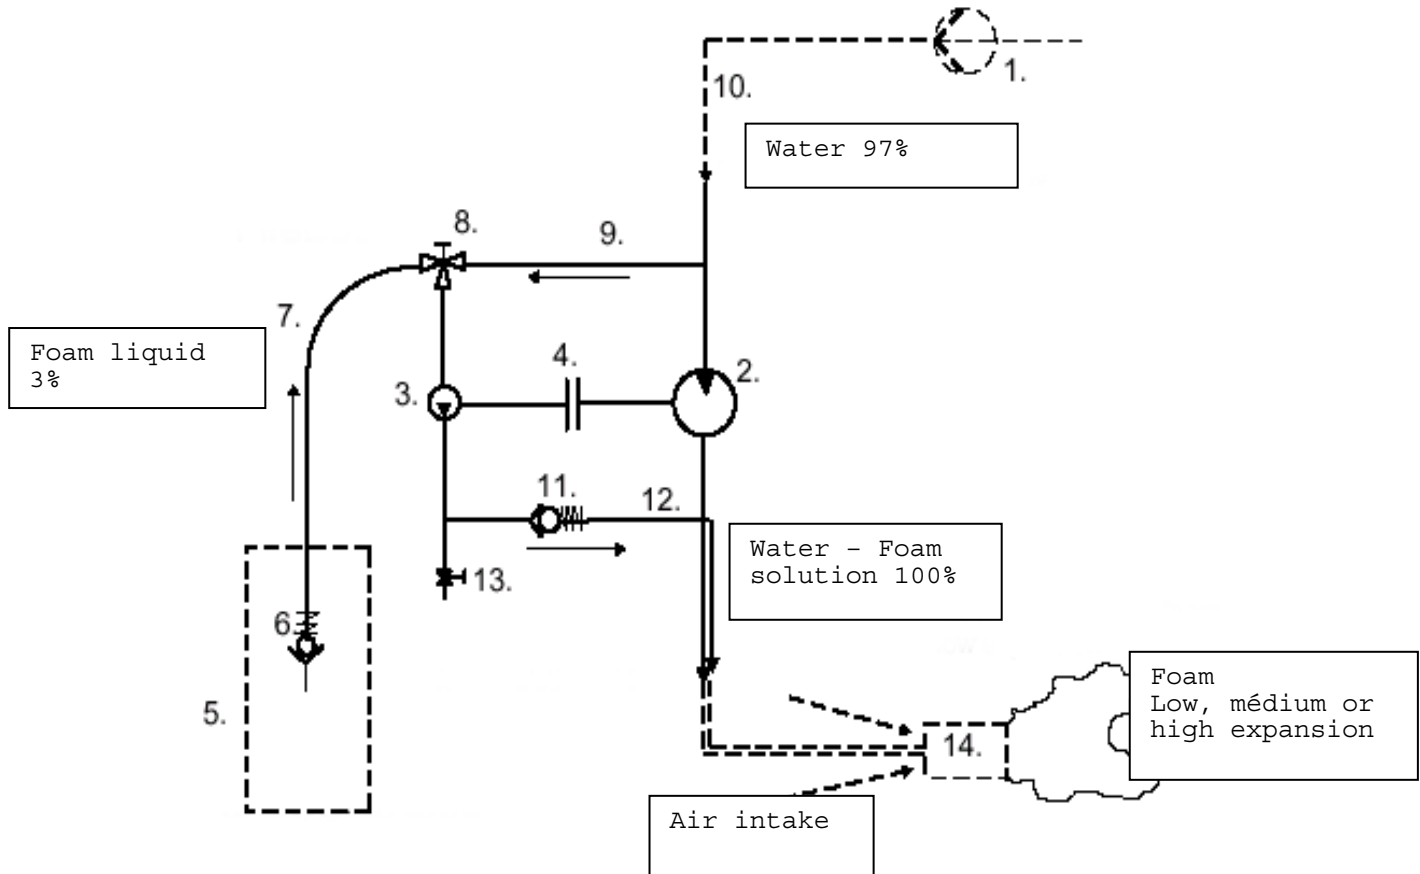 1.
10.
Water 97%
8.
9.
7.
Foam liquid
3%
4.
2.
3.
11.
12.
Water – Foam
solution 100%
13.
6
5.
Foam
Low, médium or
high expansion
14.
Air intake